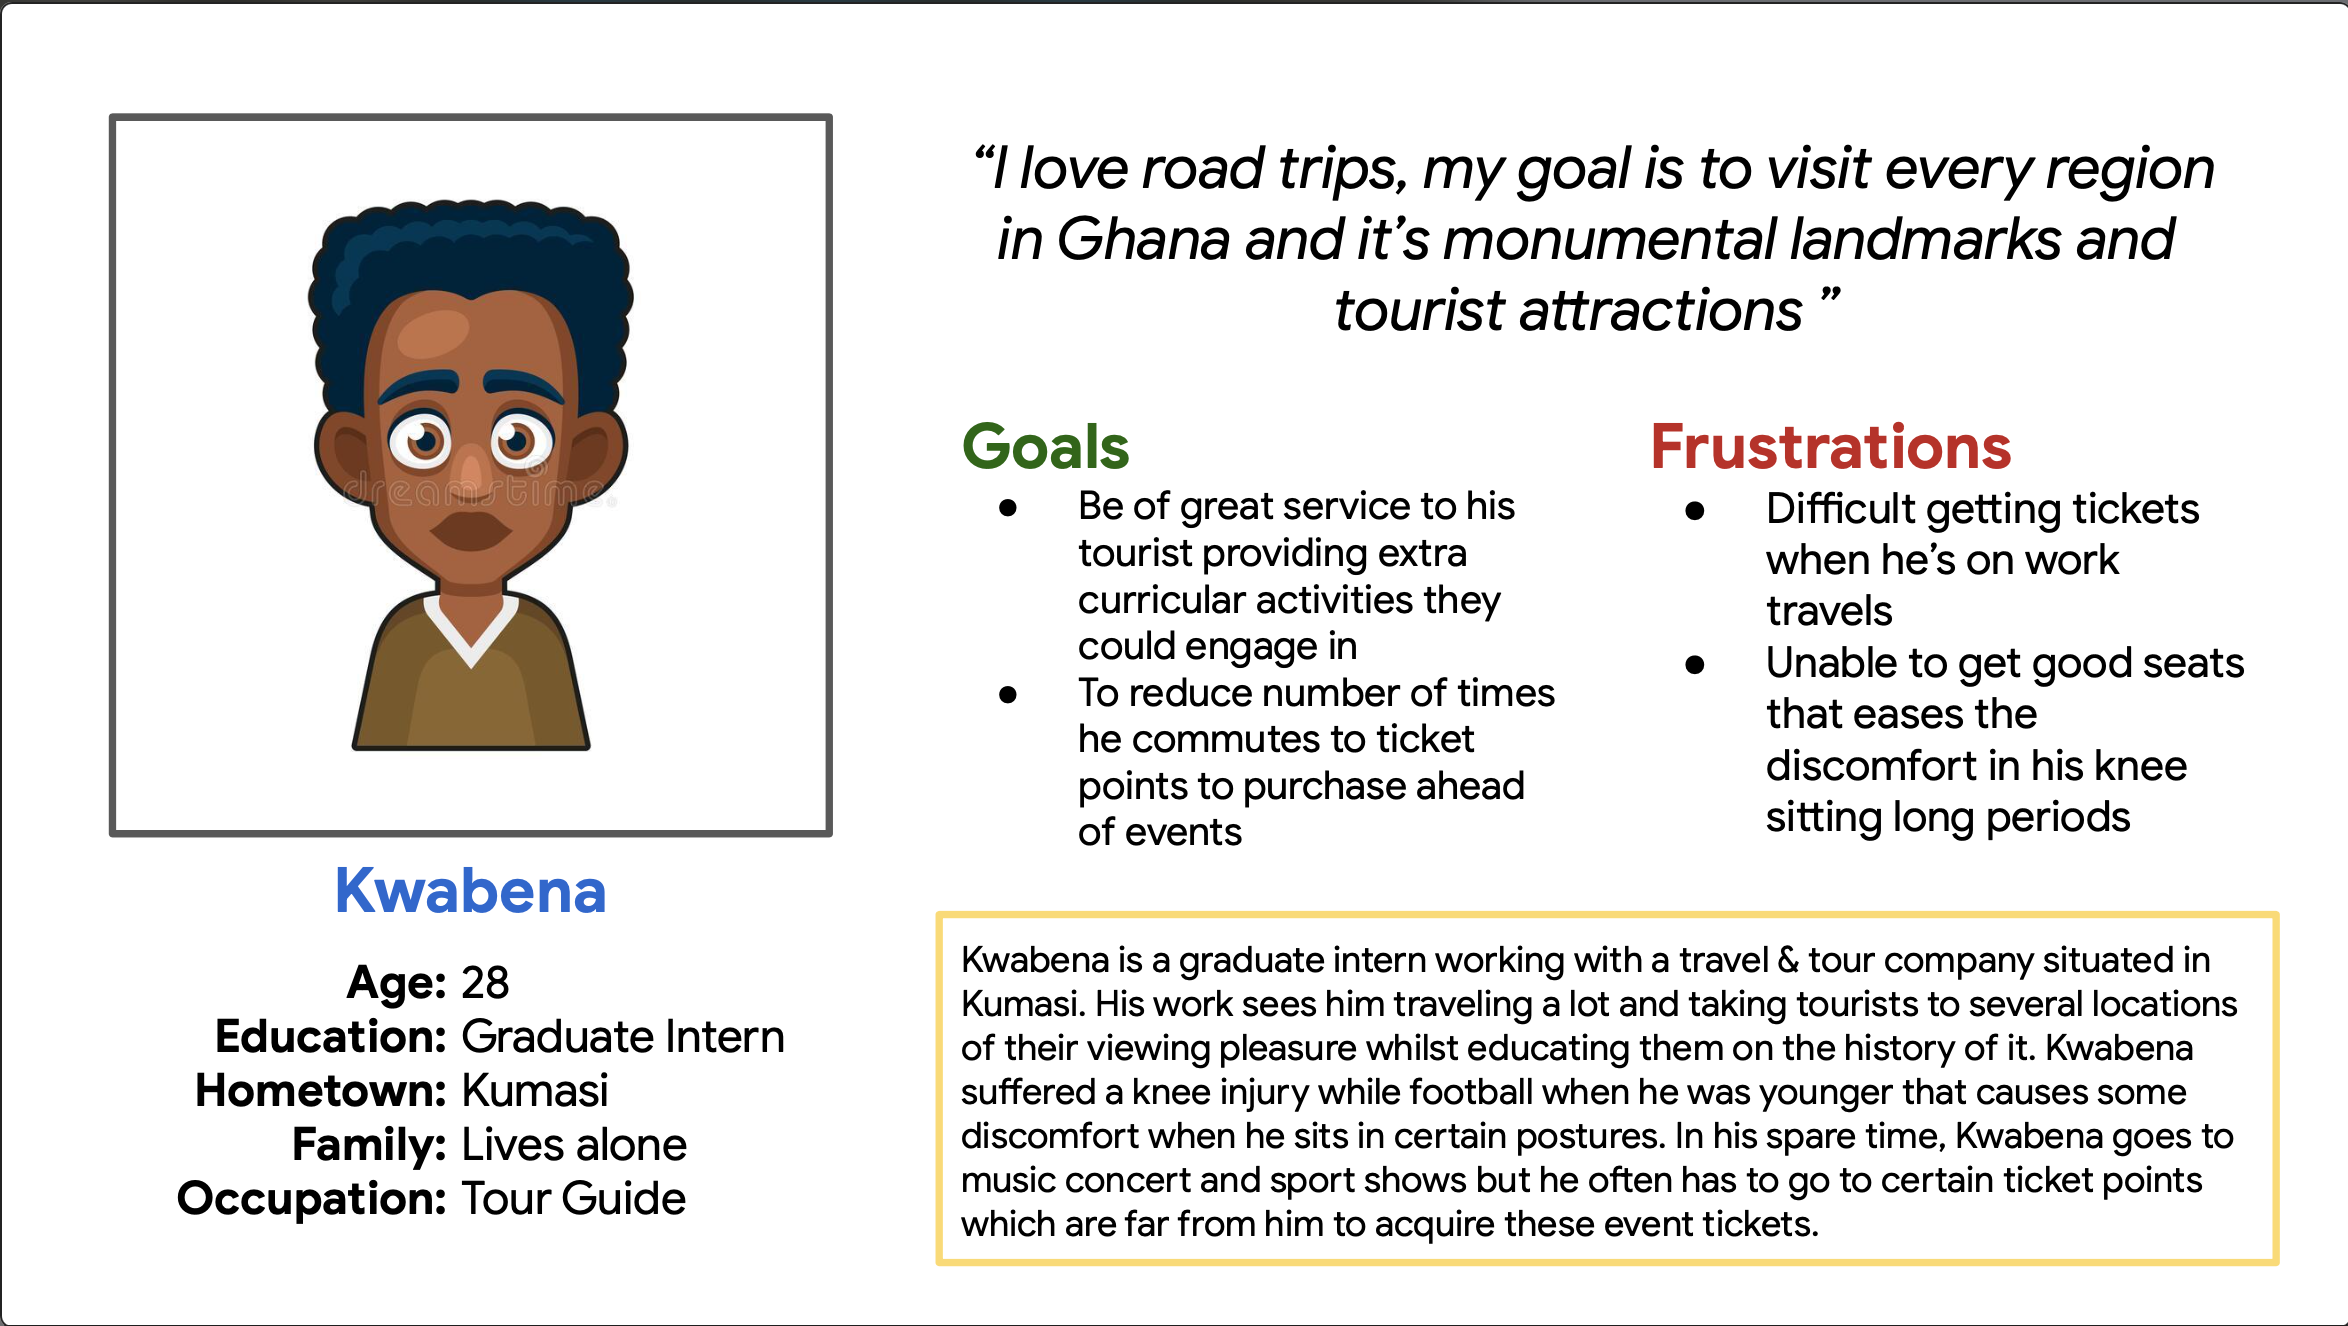 dreamstime
“I love road trips, my goal is to visit every region
in Ghana and it’s monumental landmarks and
tourist attractions ”
Kwabena
Age: 28
Education: Graduate Intern
Hometown: Kumasi
Family: Lives alone
Occupation: Tour Guide
Goals
● Be of great service to his
tourist providing extra
curricular activities they
could engage in
● To reduce number of times
he commutes to ticket
points to purchase ahead
of events
Frustrations
● Difficult getting tickets
when he’s on work
travels
● Unable to get good seats
that eases the
discomfort in his knee
sitting long periods
Kwabena is a graduate intern working with a travel & tour company situated in
Kumasi. His work sees him traveling a lot and taking tourists to several locations
of their viewing pleasure whilst educating them on the history of it. Kwabena
suffered a knee injury while football when he was younger that causes some
discomfort when he sits in certain postures. In his spare time, Kwabena goes to
music concert and sport shows but he often has to go to certain ticket points
which are far from him to acquire these event tickets.